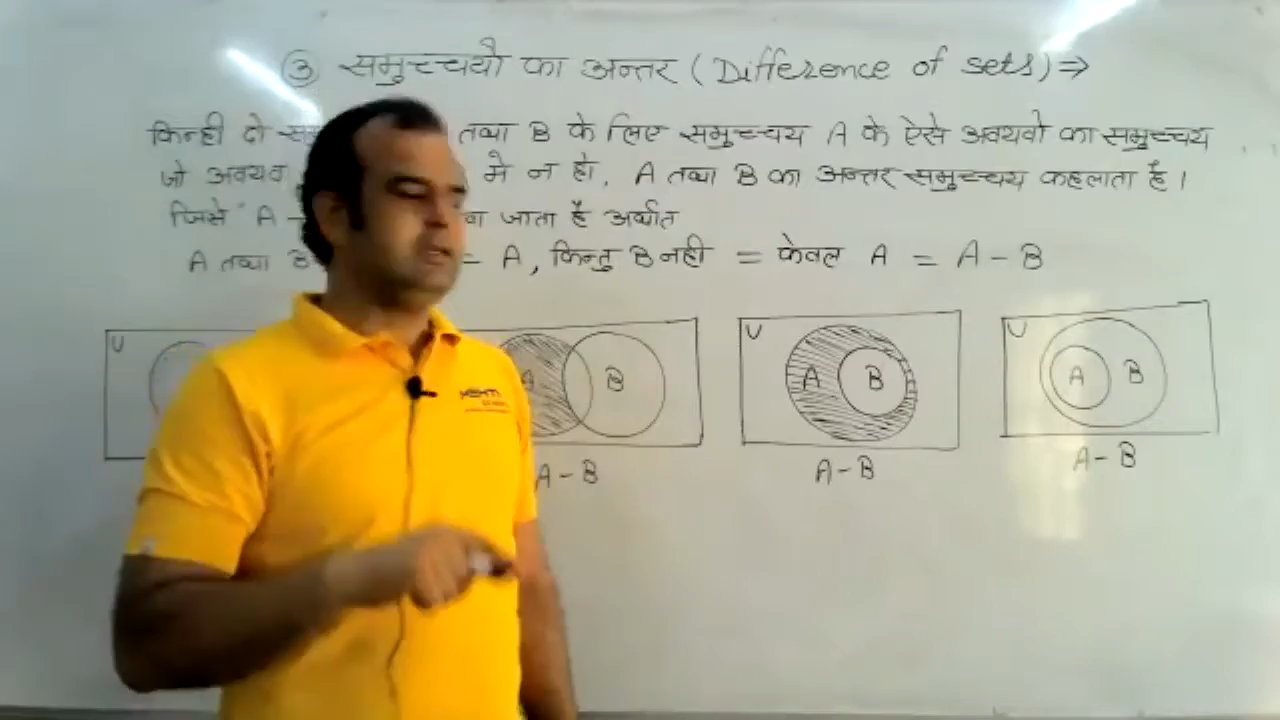 ③ समुच्चयो का अन्तर (Difference of sets) ⇒
किन्ही दो तथा B के लिए समुच्चय A के ऐसे अवयवो का समुच्चय
जो अवयव मे न हो, A तथा B का अन्तर समुच्चय कहलाता है।
जिसे A - जाता है अर्थात
A तथा B = A, किन्तु B नही = केवल A = A - B
U
A B
A - B
U A B
A - B
U A B
A - B